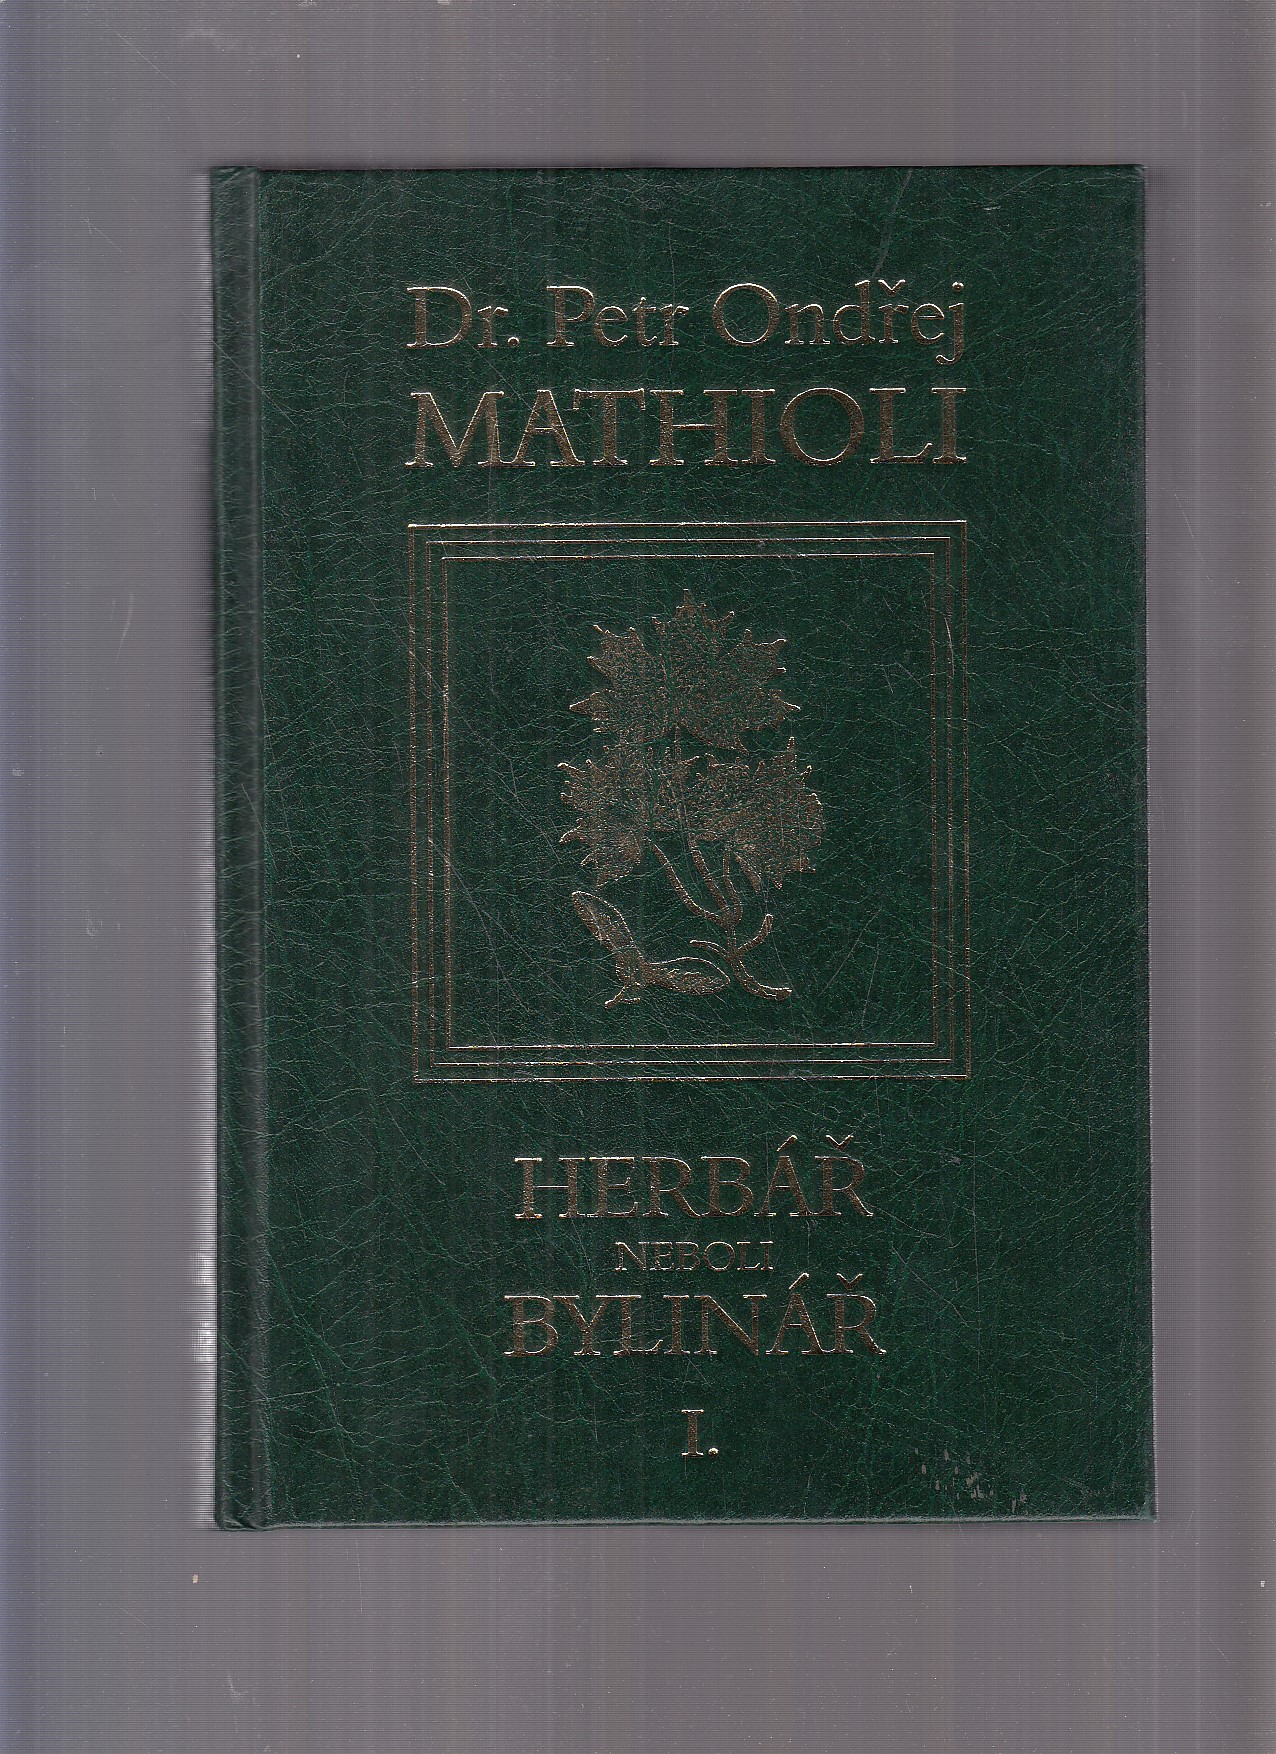 Dr. Petr Ondřej
MATHIOLI
HERBÁŘ
NEBOLI
BYLINÁŘ
I.